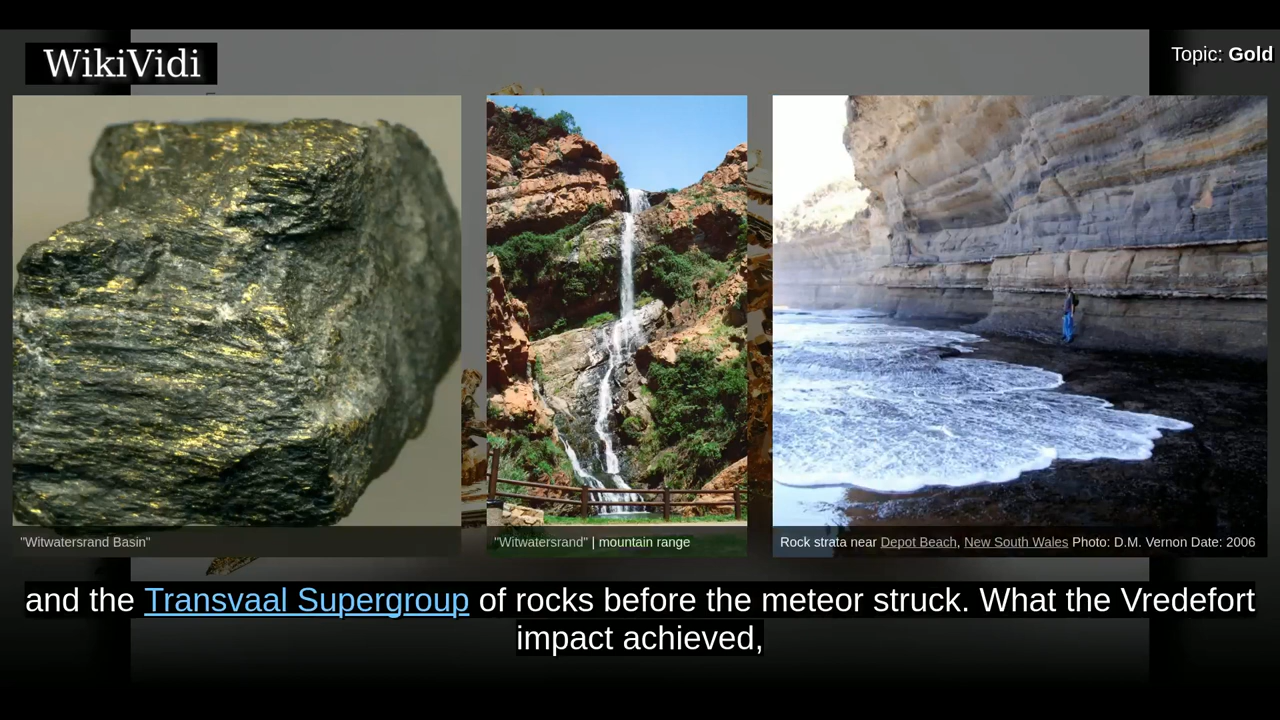 WikiVidi
Topic: Gold
"Witwatersrand Basin"
"Witwatersrand" | mountain range
Rock strata near Depot Beach, New South Wales Photo: D.M. Vernon Date: 2006
and the Transvaal Supergroup of rocks before the meteor struck. What the Vredefort
impact achieved,